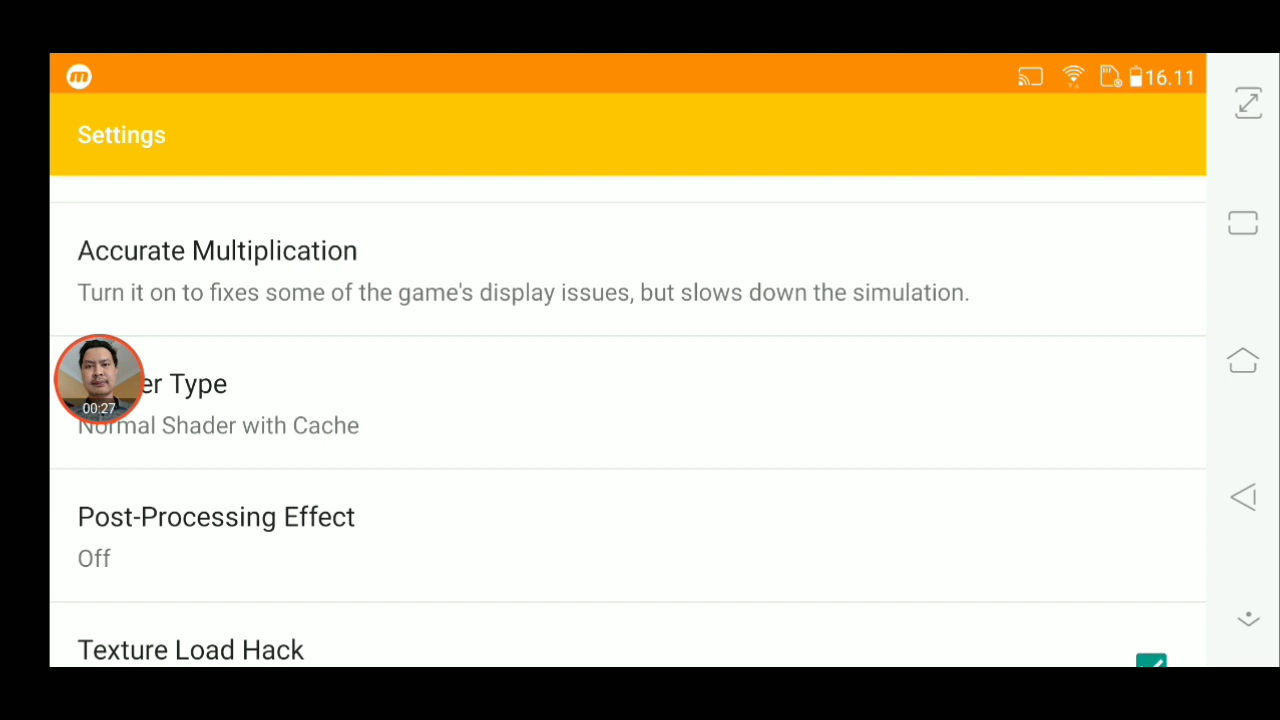 m
16.11
Settings
Accurate Multiplication
Turn it on to fixes some of the game's display issues, but slows down the simulation.
Type
00:27
Normal Shader with Cache
Post-Processing Effect
Off
Texture Load Hack